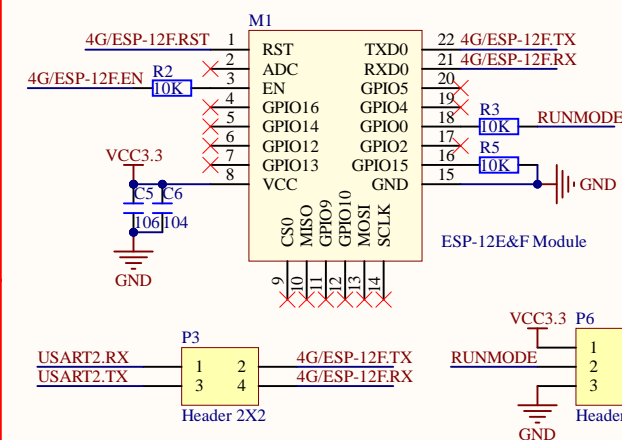 M1
4G/ESP-12F.RST 1 RST TXD0 22 4G/ESP-12F.TX
2 ADC RXD0 21 4G/ESP-12F.RX
4G/ESP-12F.EN R2 10K 3 EN GPIO5 20
4 GPIO16 GPIO4 19
5 GPIO14 GPIO0 18 R3 10K RUNMODE
6 GPIO12 GPIO2 17
7 GPIO13 GPIO15 16 R5 10K
VCC3.3 8 VCC GND 15 GND
C5 C6
106 104
GND
CS0 MISO GPIO9 GPIO10 MOSI SCLK
9 10 11 12 13 14
ESP-12E&F Module
P3
USART2.RX 1 2 4G/ESP-12F.TX
USART2.TX 3 4 4G/ESP-12F.RX
Header 2X2
VCC3.3 P6
1
RUNMODE 2
3
Header
GND